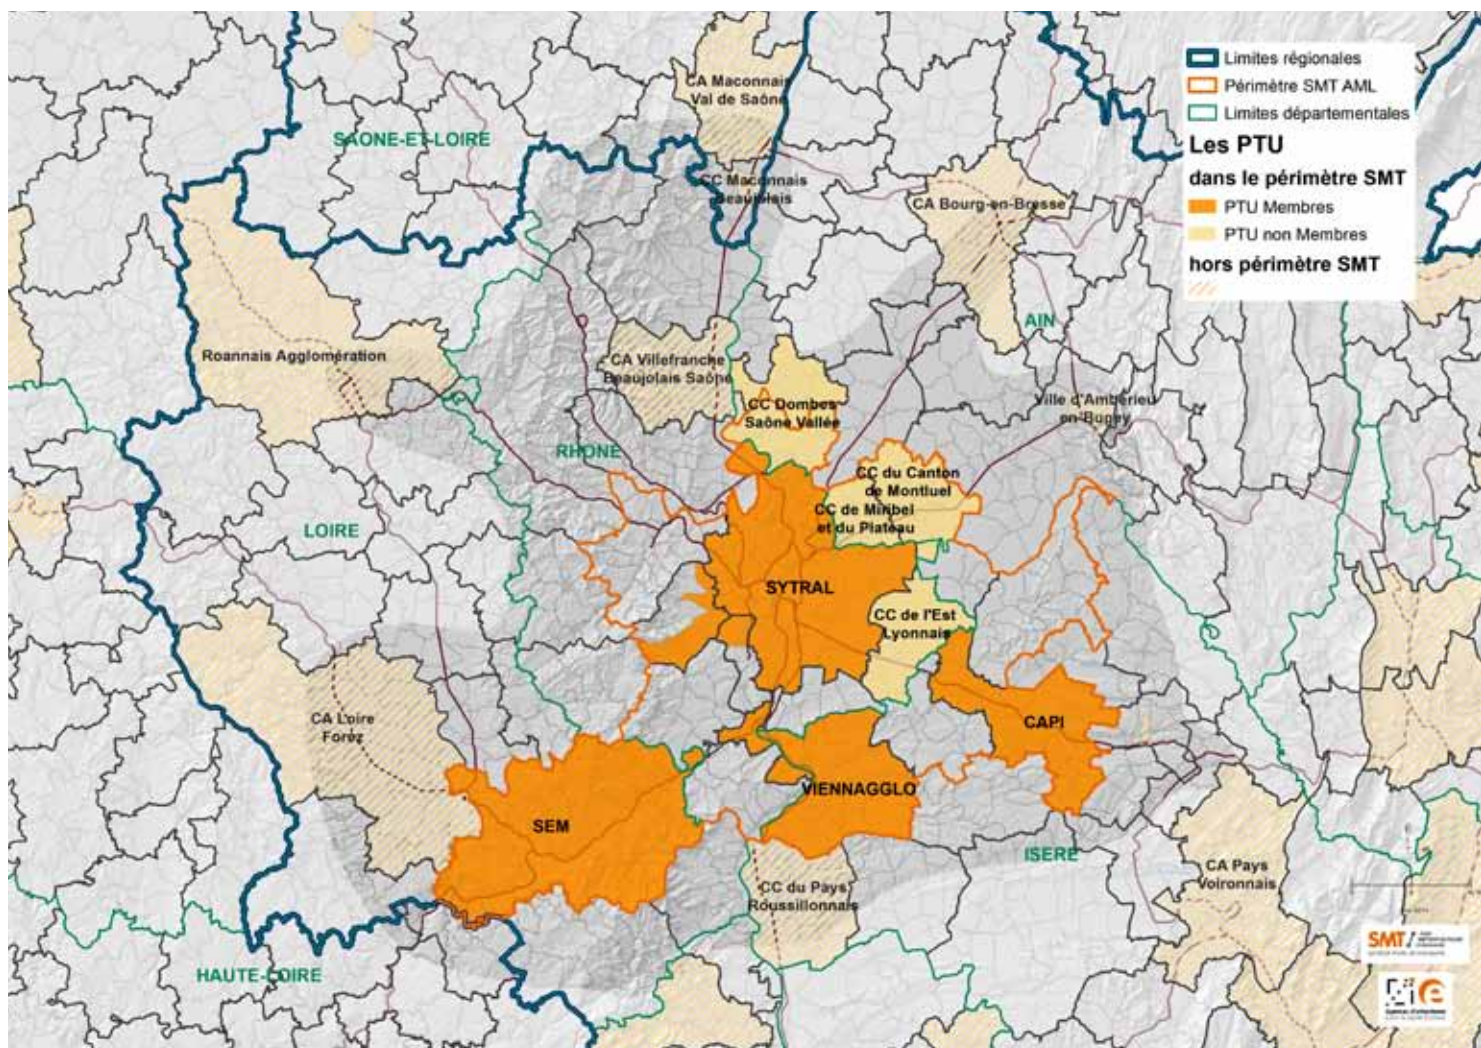 Limites régionales
Périmètre SMT AML
Limites départementales
Les PTU
dans le périmètre SMT
PTU Membres
PTU non Membres
hors périmètre SMT
CA Maconnais
Val de Saône
SAONE-ET-LOIRE
CC Maconnais
Beaujolais
CA Bourg-en-Bresse
AIN
Roannais Agglomération
CA Villefranche
Beaujolais Saône
CC Dombes
Saône Vallée
Ville d'Ambérieu
en-Bugey
RHONE
CC du Canton
de Montluel
CC de Miribel
et du Plateau
LOIRE
SYTRAL
CC de l'Est
Lyonnais
CA Loire
Forez
CAPI
VIENNAGGLO
SEM
ISERE
CC du Pays
Roussillonnais
CA Pays
Voironnais
HAUTE-LOIRE
SMT